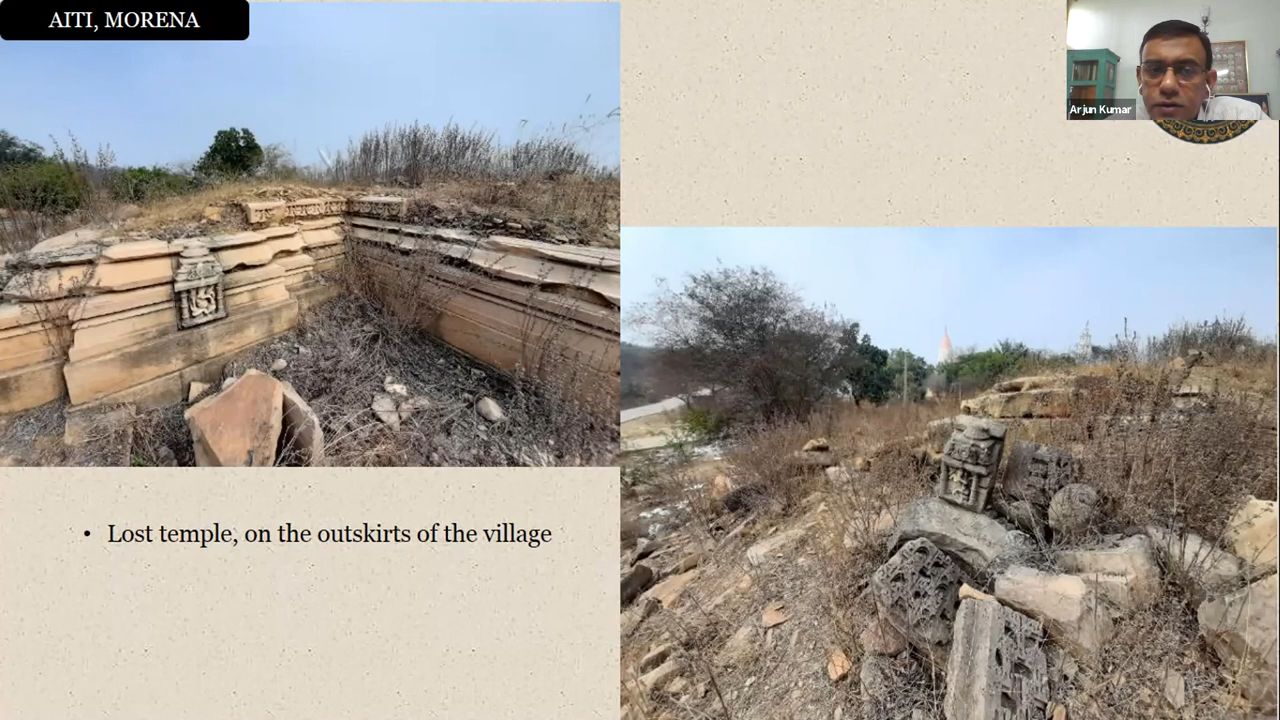 AITI, MORENA
Arjun Kumar
• Lost temple, on the outskirts of the village